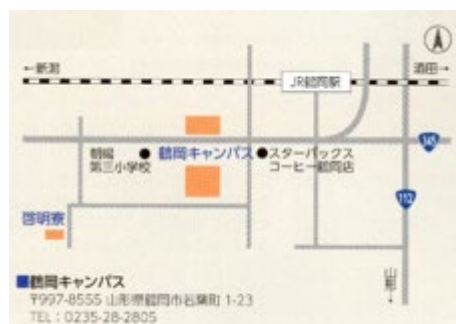 ←新潟
酒田→
JR鶴岡駅
345
朝暘
第三小学校
鶴岡キャンパス
スターバックス
コーヒー鶴岡店
112
啓明寮
山形→
■鶴岡キャンパス
〒997-8555 山形県鶴岡市若葉町 1-23
TEL：0235-28-2805